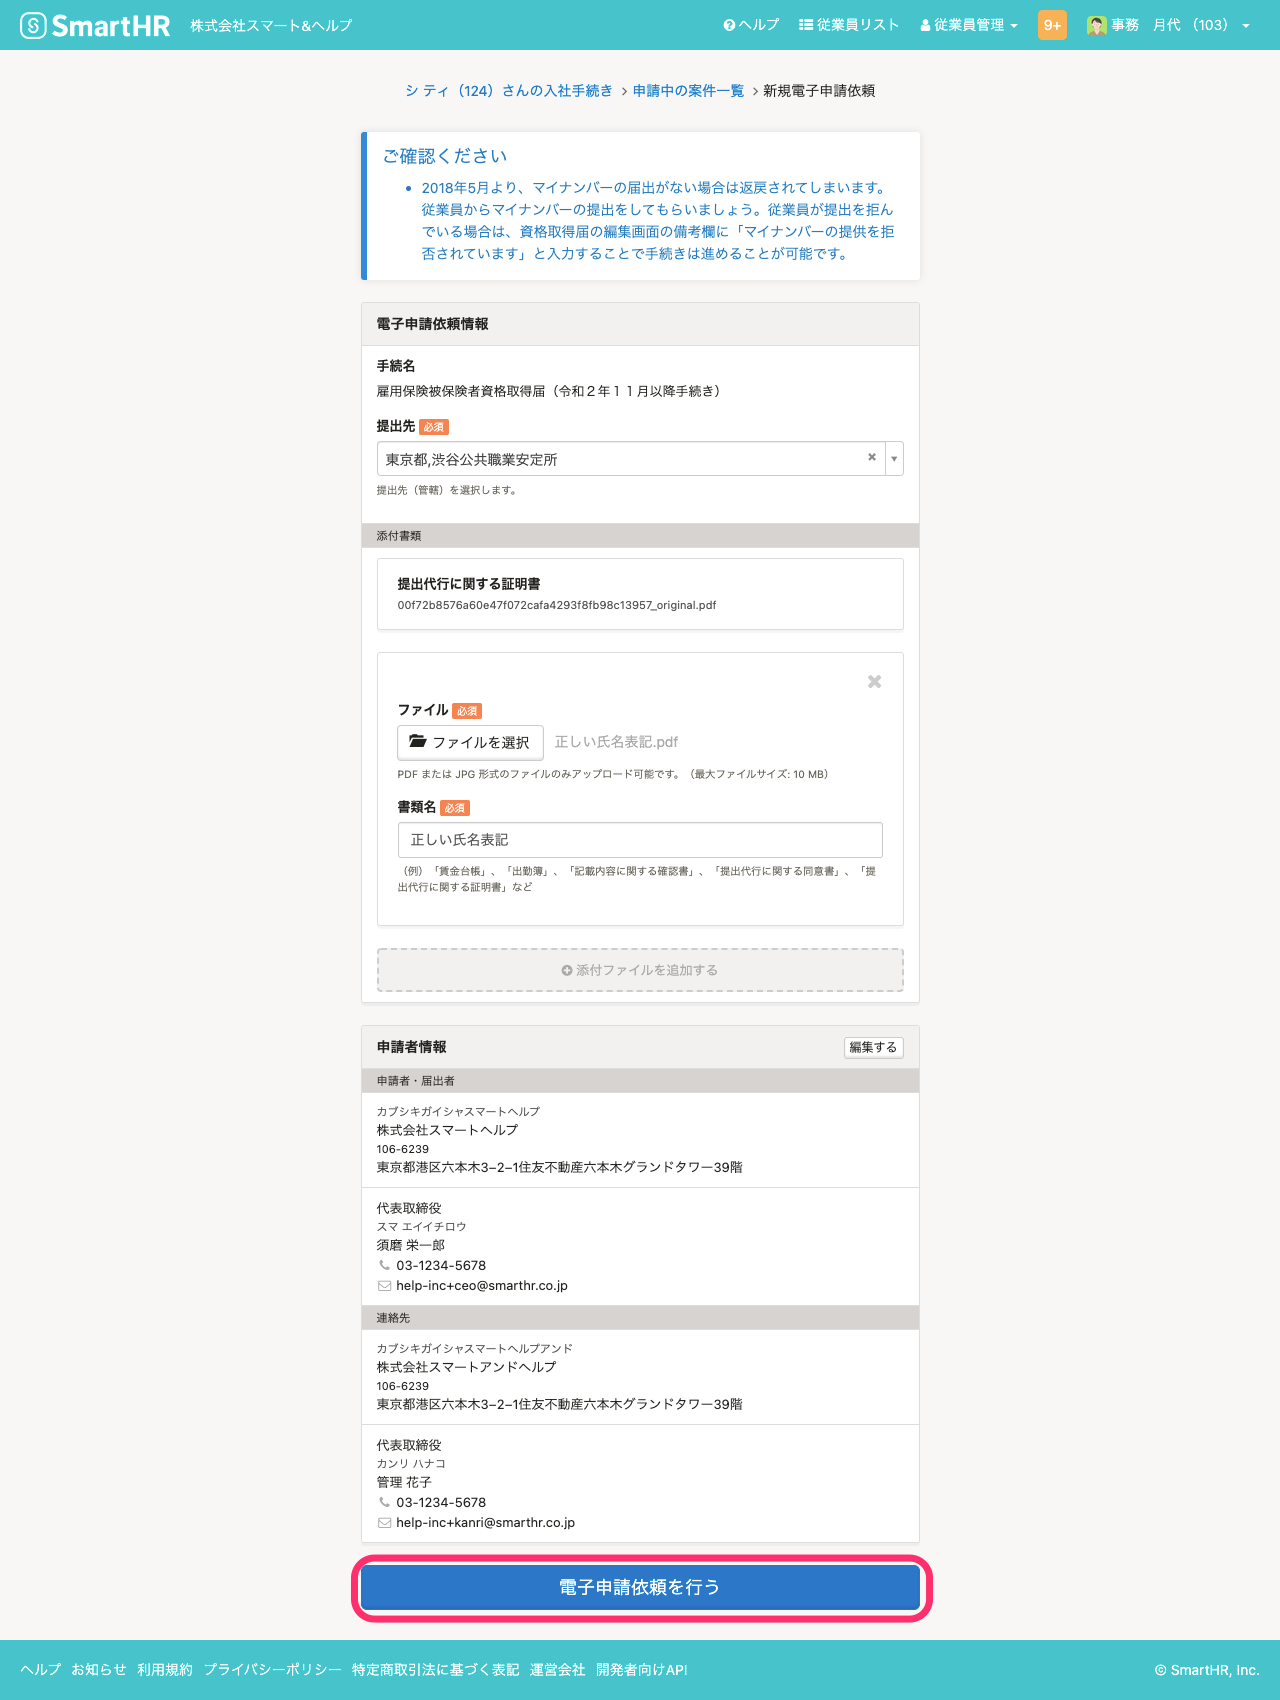 SmartHR 株式会社スマート&ヘルプ ヘルプ 従業員リスト 従業員管理 9+ 事務 月代 （103）
シ ティ（124）さんの入社手続き > 申請中の案件一覧 > 新規電子申請依頼
ご確認ください
• 2018年5月より、マイナンバーの届出がない場合は返戻されてしまいます。
従業員からマイナンバーの提出をしてもらいましょう。従業員が提出を拒ん
でいる場合は、資格取得届の編集画面の備考欄に「マイナンバーの提供を拒
否されています」と入力することで手続きは進めることが可能です。
電子申請依頼情報
手続名
雇用保険被保険者資格取得届（令和２年１１月以降手続き）
提出先 必須
東京都,渋谷公共職業安定所
提出先（管轄）を選択します。
添付書類
提出代行に関する証明書
00f72b8576a60e47f072cafa4293f8fb98c13957_original.pdf
ファイル 必須
ファイルを選択 正しい氏名表記.pdf
PDF または JPG 形式のファイルのみアップロード可能です。（最大ファイルサイズ: 10 MB）
書類名 必須
正しい氏名表記
（例）「賃金台帳」、「出勤簿」、「記載内容に関する確認書」、「提出代行に関する同意書」、「提
出代行に関する証明書」など
添付ファイルを追加する
申請者情報 編集する
申請者・届出者
カブシキガイシャスマートヘルプ
株式会社スマートヘルプ
106-6239
東京都港区六本木3−2−1住友不動産六本木グランドタワー39階
代表取締役
スマ エイイチロウ
須磨 栄一郎
03-1234-5678
help-inc+ceo@smarthr.co.jp
連絡先
カブシキガイシャスマートヘルプアンド
株式会社スマートアンドヘルプ
106-6239
東京都港区六本木3−2−1住友不動産六本木グランドタワー39階
代表取締役
カンリ ハナコ
管理 花子
03-1234-5678
help-inc+kanri@smarthr.co.jp
電子申請依頼を行う
ヘルプ お知らせ 利用規約 プライバシーポリシー 特定商取引法に基づく表記 運営会社 開発者向けAPI © SmartHR, Inc.